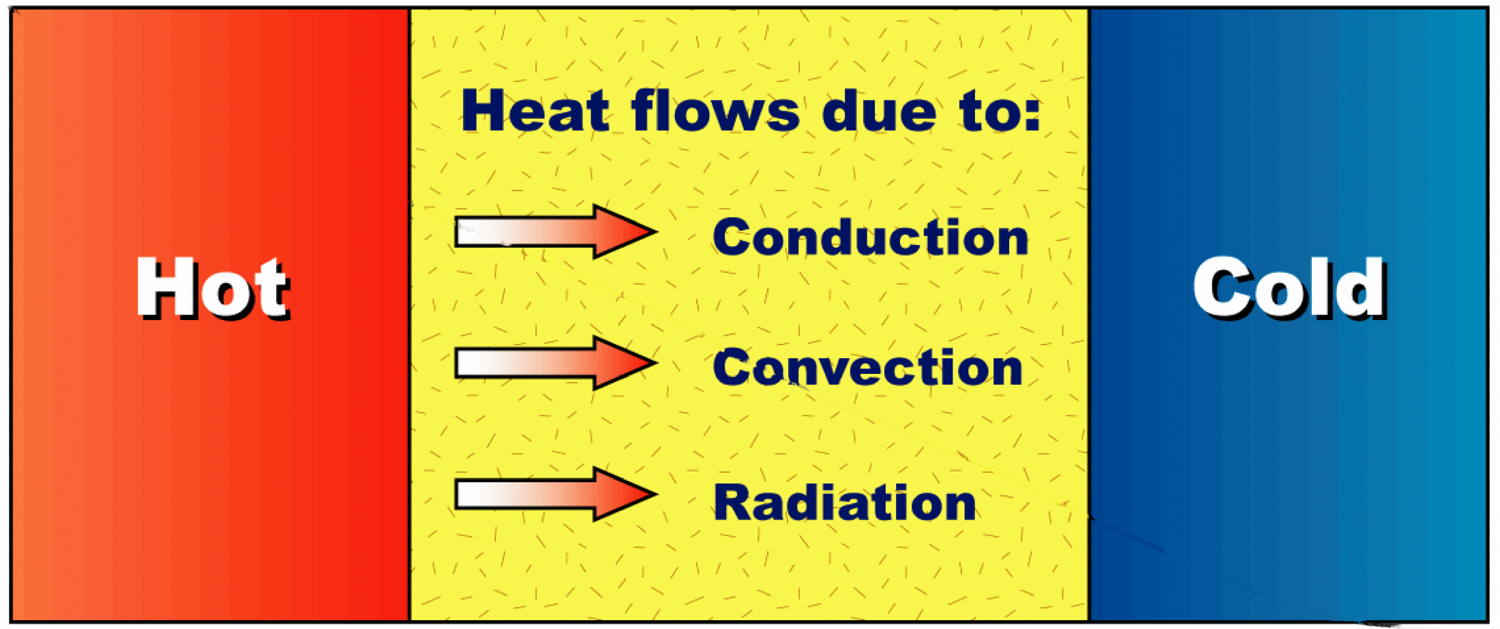 Heat flows due to:
Hot
Conduction
Convection
Radiation
Cold